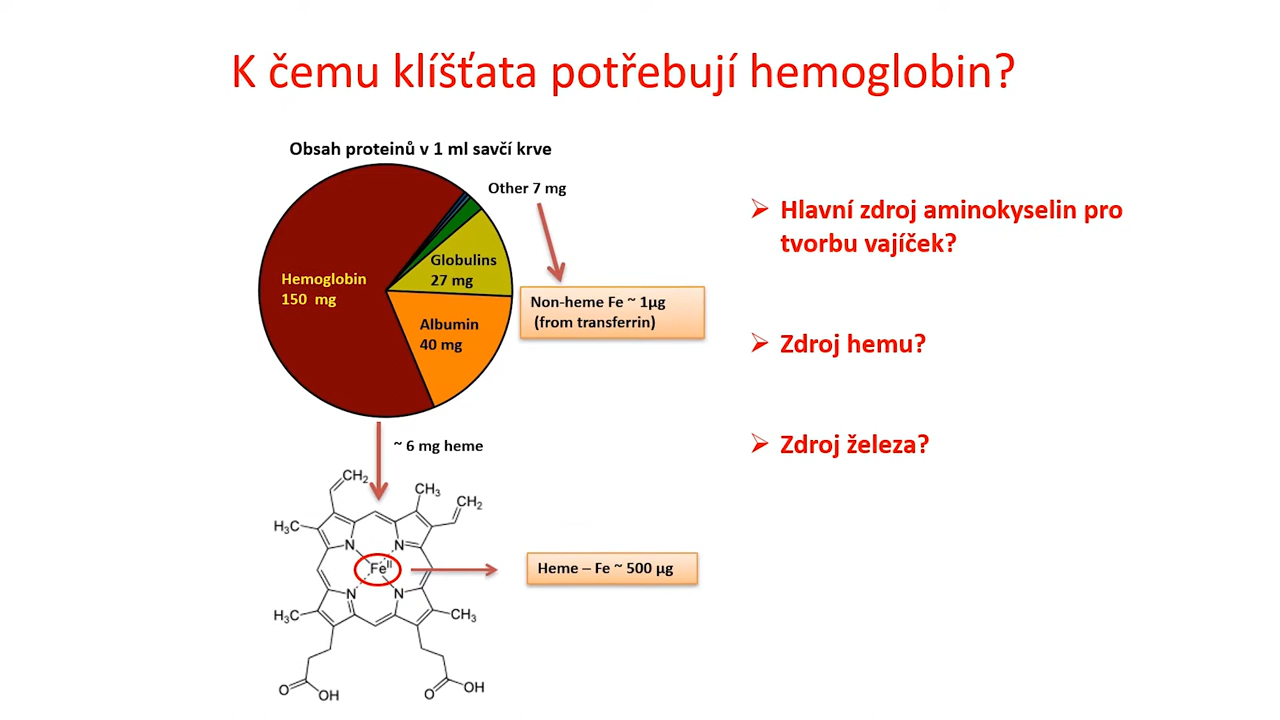 K čemu klíšťata potřebují hemoglobin?
Obsah proteinů v 1 ml savčí krve
Other 7 mg
Hemoglobin
150 mg
Globulins
27 mg
Albumin
40 mg
Non-heme Fe ~ 1µg
(from transferrin)
~ 6 mg heme
CH2
CH3
CH2
H3C
N
N
FeII
N
N
H3C
CH3
O
OH
O
OH
Heme – Fe ~ 500 µg
➢ Hlavní zdroj aminokyselin pro
tvorbu vajíček?
➢ Zdroj hemu?
➢ Zdroj železa?